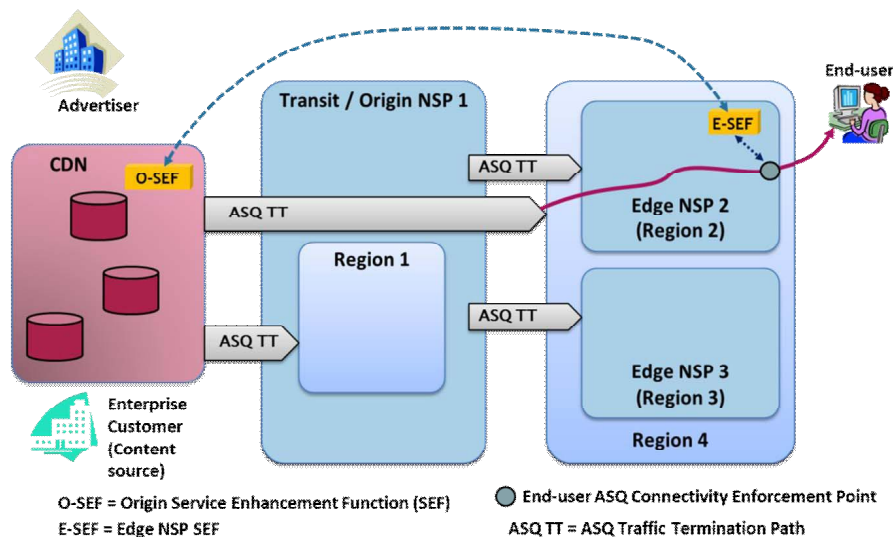 Advertiser
Transit / Origin NSP 1
End-user
CDN
O-SEF
E-SEF
ASQ TT
ASQ TT
Edge NSP 2
(Region 2)
Region 1
ASQ TT
ASQ TT
Edge NSP 3
(Region 3)
Region 4
Enterprise
Customer
(Content
source)
O-SEF = Origin Service Enhancement Function (SEF)
E-SEF = Edge NSP SEF
End-user ASQ Connectivity Enforcement Point
ASQ TT = ASQ Traffic Termination Path